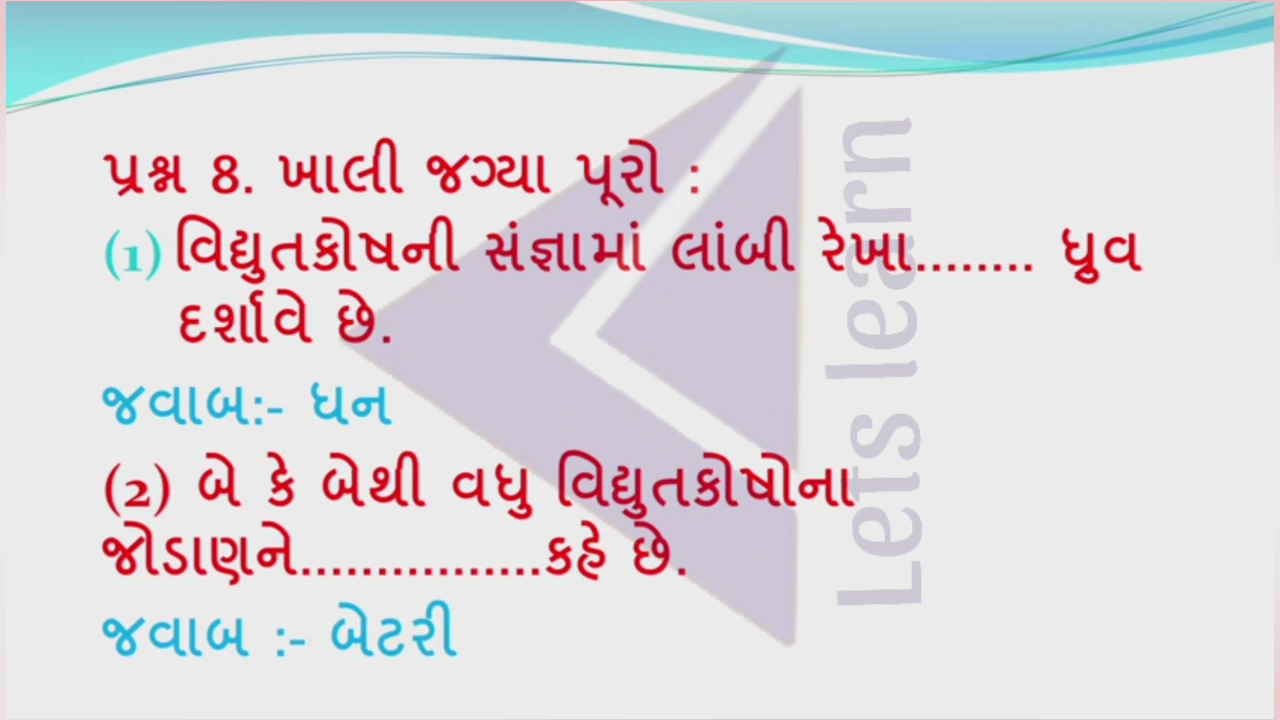 પ્રશ્ન 8. ખાલી જગ્યા પૂરો :
(1) વિદ્યુતકોષની સંજ્ઞામાં લાંબી રેખા........ ધ્રુવ
દર્શાવે છે.
જવાબ:- ધન
(2) બે કે બેથી વધુ વિદ્યુતકોષોના
જોડાણને................કહે છે.
જવાબ :- બેટરી
Lets learn